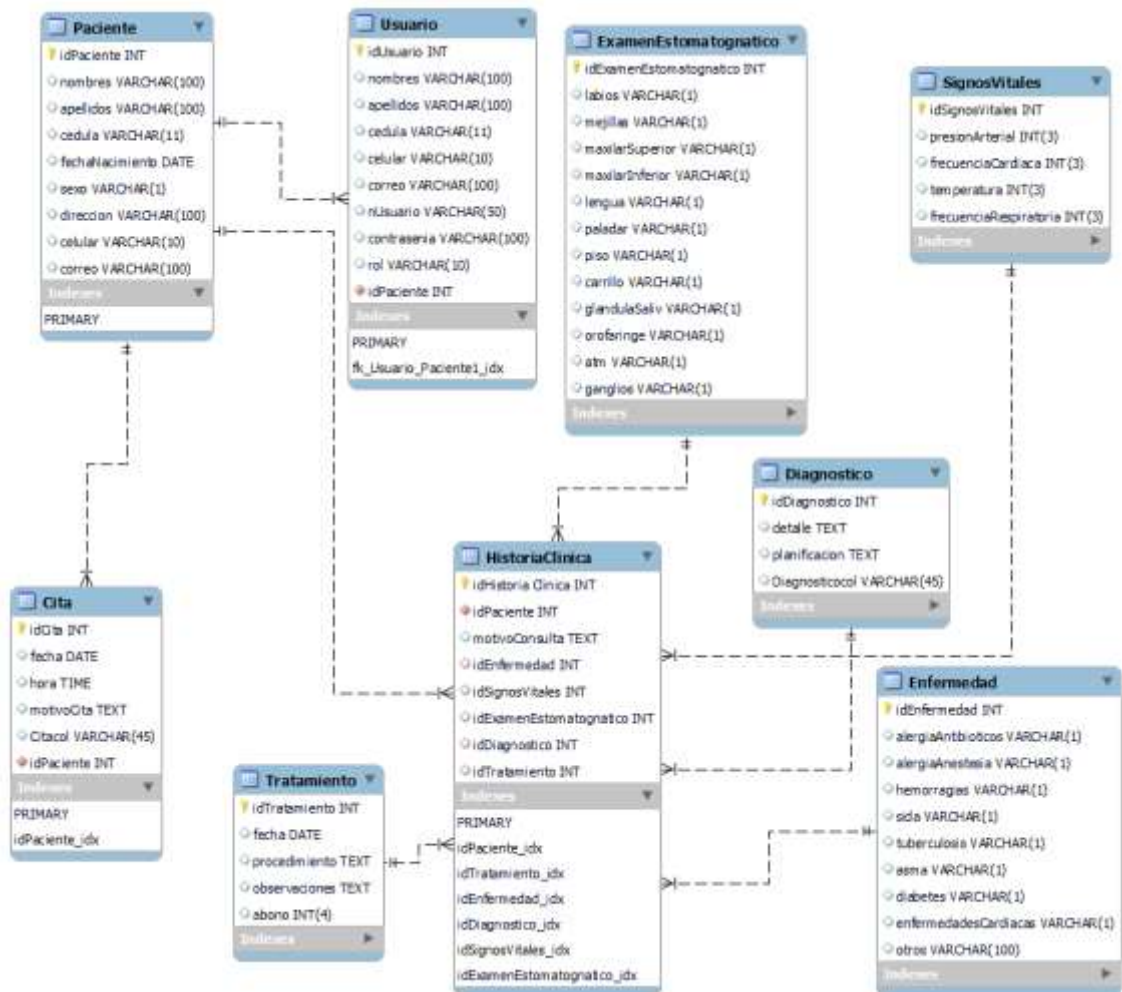 Paciente
idPaciente INT
nombres VARCHAR(100)
apellidos VARCHAR(100)
cedula VARCHAR(11)
fechaNacimiento DATE
sexo VARCHAR(1)
direccion VARCHAR(100)
celular VARCHAR(10)
correo VARCHAR(100)
Indexes
PRIMARY
Usuario
idUsuario INT
nombres VARCHAR(100)
apellidos VARCHAR(100)
cedula VARCHAR(11)
celular VARCHAR(10)
correo VARCHAR(100)
nUsuario VARCHAR(50)
contrasenia VARCHAR(100)
rol VARCHAR(10)
idPaciente INT
Indexes
PRIMARY
fk_Usuario_Paciente1_idx
ExamenEstomatognatico
idExamenEstomatognatico INT
labios VARCHAR(1)
mejillas VARCHAR(1)
maxilarSuperior VARCHAR(1)
maxilarInferior VARCHAR(1)
lengua VARCHAR(1)
paladar VARCHAR(1)
piso VARCHAR(1)
carrillo VARCHAR(1)
glandulaSaliv VARCHAR(1)
orofaringe VARCHAR(1)
atm VARCHAR(1)
ganglios VARCHAR(1)
Indexes
SignosVitales
idSignosVitales INT
presionArterial INT(3)
frecuenciaCardiaca INT(3)
temperatura INT(3)
frecuenciaRespiratoria INT(3)
Indexes
Diagnostico
idDiagnostico INT
detalle TEXT
planificacion TEXT
Diagnosticocol VARCHAR(45)
Indexes
HistoriaClinica
idHistoria Clinica INT
idPaciente INT
motivoConsulta TEXT
idEnfermedad INT
idSignosVitales INT
idExamenEstomatognatico INT
idDiagnostico INT
idTratamiento INT
Indexes
PRIMARY
idPaciente_idx
idTratamiento_idx
idEnfermedad_idx
idDiagnostico_idx
idSignosVitales_idx
idExamenEstomatognatico_idx
Cita
idCita INT
fecha DATE
hora TIME
motivoCita TEXT
Citacol VARCHAR(45)
idPaciente INT
Indexes
PRIMARY
idPaciente_idx
Tratamiento
idTratamiento INT
fecha DATE
procedimiento TEXT
observaciones TEXT
abono INT(4)
Indexes
Enfermedad
idEnfermedad INT
alergiaAntibioticos VARCHAR(1)
alergiaAnestesia VARCHAR(1)
hemorragias VARCHAR(1)
sida VARCHAR(1)
tuberculosis VARCHAR(1)
asma VARCHAR(1)
diabetes VARCHAR(1)
enfermedadesCardiacas VARCHAR(1)
otros VARCHAR(100)
Indexes